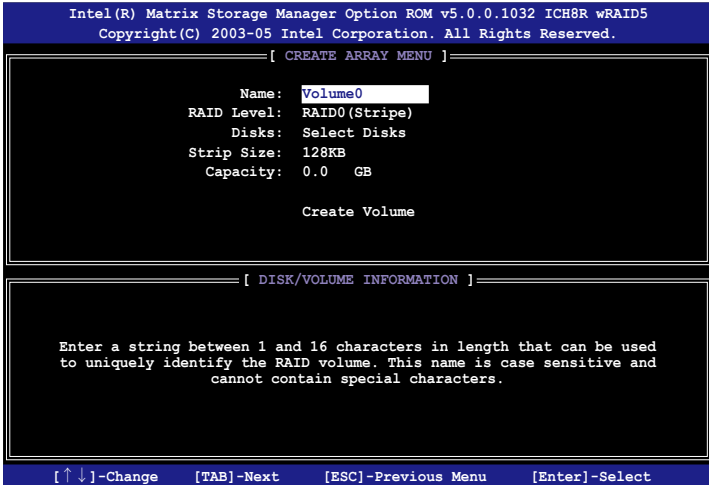 Intel(R) Matrix Storage Manager Option ROM v5.0.0.1032 ICH8R wRAID5
Copyright(C) 2003-05 Intel Corporation. All Rights Reserved.
[ CREATE ARRAY MENU ]
Name: Volume0
RAID Level: RAID0(Stripe)
Disks: Select Disks
Strip Size: 128KB
Capacity: 0.0 GB
Create Volume
[ DISK/VOLUME INFORMATION ]
Enter a string between 1 and 16 characters in length that can be used
to uniquely identify the RAID volume. This name is case sensitive and
cannot contain special characters.
[↑↓]-Change [TAB]-Next [ESC]-Previous Menu [Enter]-Select